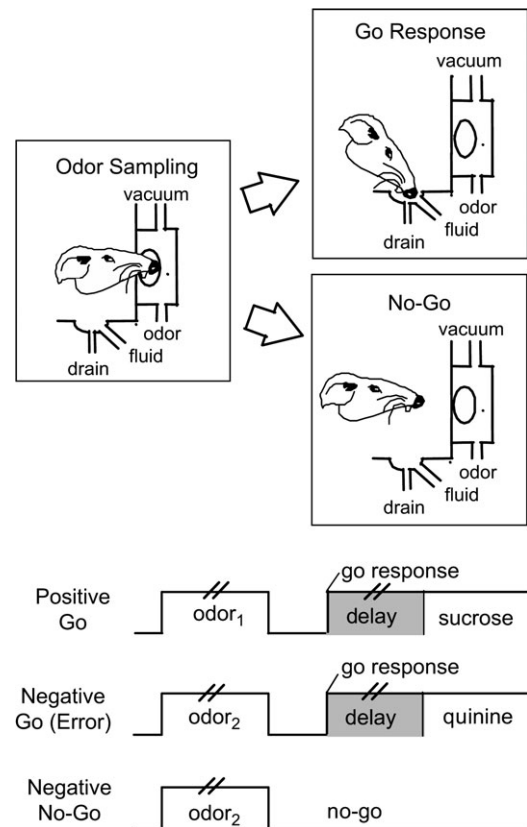 Go Response
vacuum
odor
fluid
drain
Odor Sampling
vacuum
odor
fluid
drain
No-Go
vacuum
odor
fluid
drain
go response
Positive
Go
odor1
delay
sucrose
go response
Negative
Go (Error)
odor2
delay
quinine
Negative
No-Go
odor2
no-go